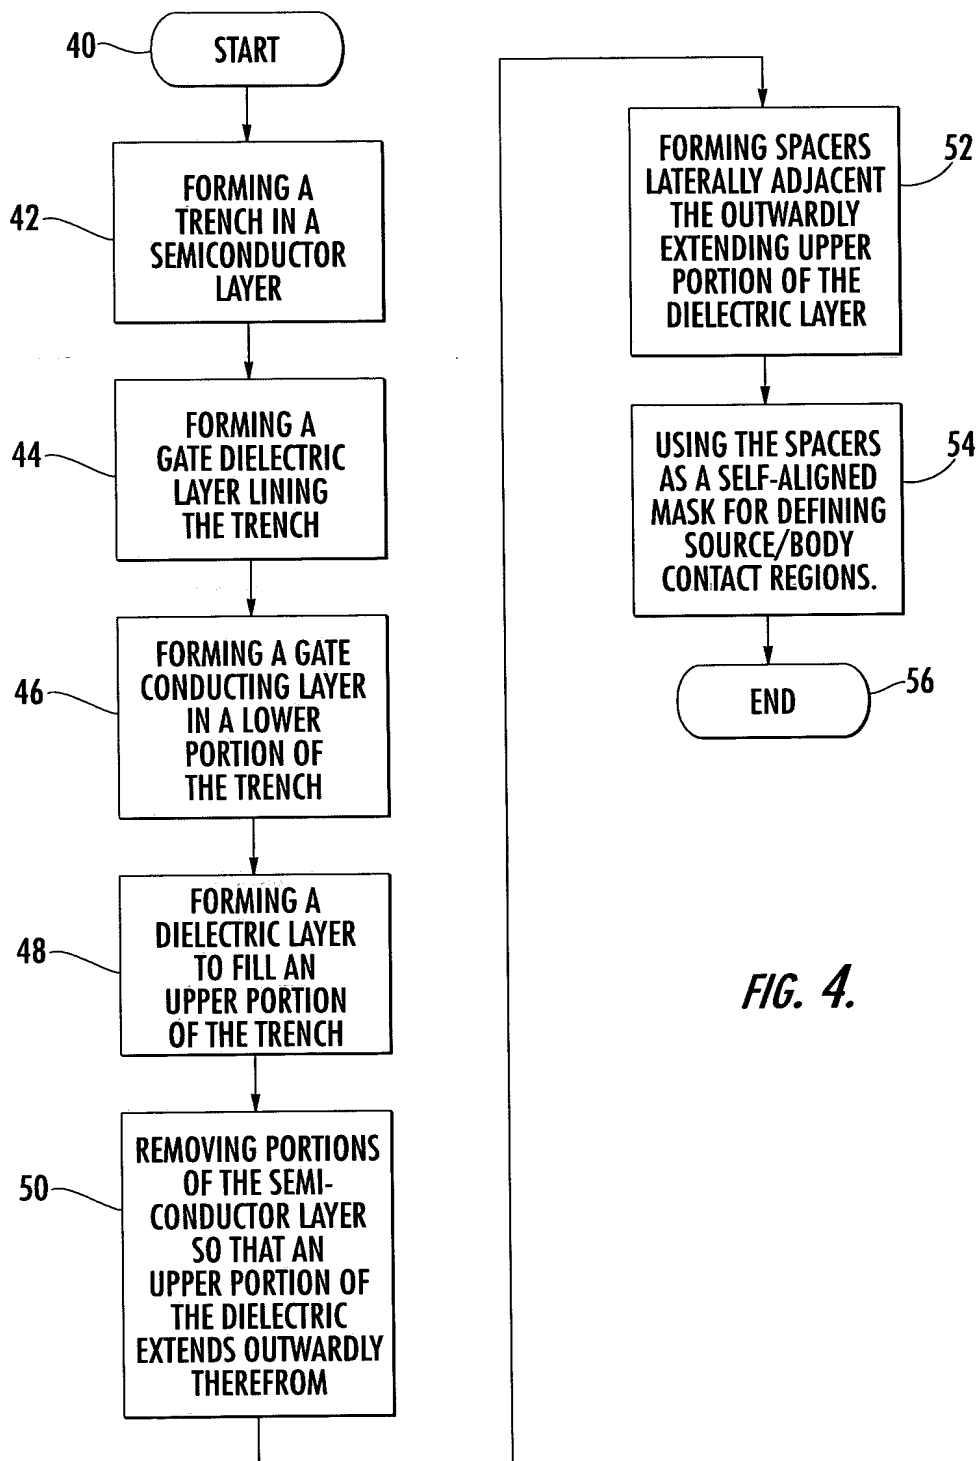 40
START
42
FORMING A
TRENCH IN A
SEMICONDUCTOR
LAYER
44
FORMING A
GATE DIELECTRIC
LAYER LINING
THE TRENCH
46
FORMING A GATE
CONDUCTING LAYER
IN A LOWER
PORTION OF
THE TRENCH
48
FORMING A
DIELECTRIC LAYER
TO FILL AN
UPPER PORTION
OF THE TRENCH
50
REMOVING PORTIONS
OF THE SEMI-
CONDUCTOR LAYER
SO THAT AN
UPPER PORTION OF
THE DIELECTRIC
EXTENDS OUTWARDLY
THEREFROM
52
FORMING SPACERS
LATERALLY ADJACENT
THE OUTWARDLY
EXTENDING UPPER
PORTION OF THE
DIELECTRIC LAYER
54
USING THE SPACERS
AS A SELF-ALIGNED
MASK FOR DEFINING
SOURCE/BODY
CONTACT REGIONS.
56
END
FIG. 4.